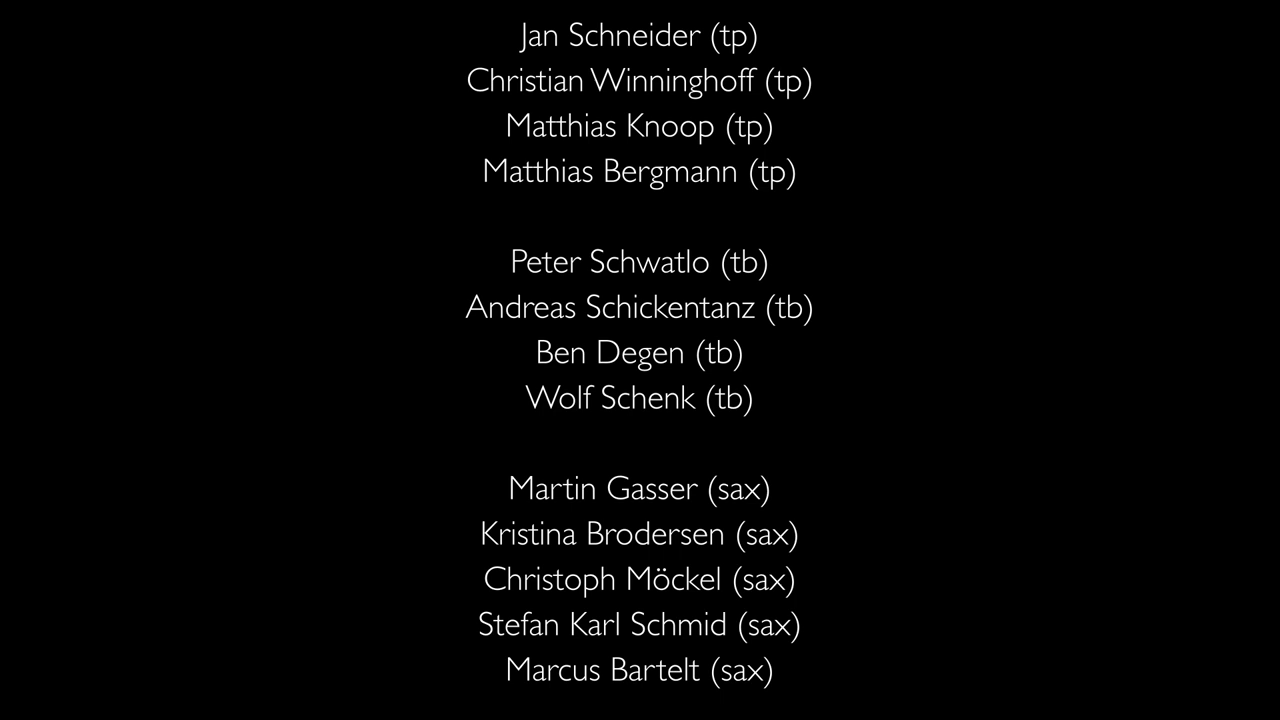 Jan Schneider (tp)
Christian Winninghoff (tp)
Matthias Knoop (tp)
Matthias Bergmann (tp)
Peter Schwatlo (tb)
Andreas Schickentanz (tb)
Ben Degen (tb)
Wolf Schenk (tb)
Martin Gasser (sax)
Kristina Brodersen (sax)
Christoph Möckel (sax)
Stefan Karl Schmid (sax)
Marcus Bartelt (sax)